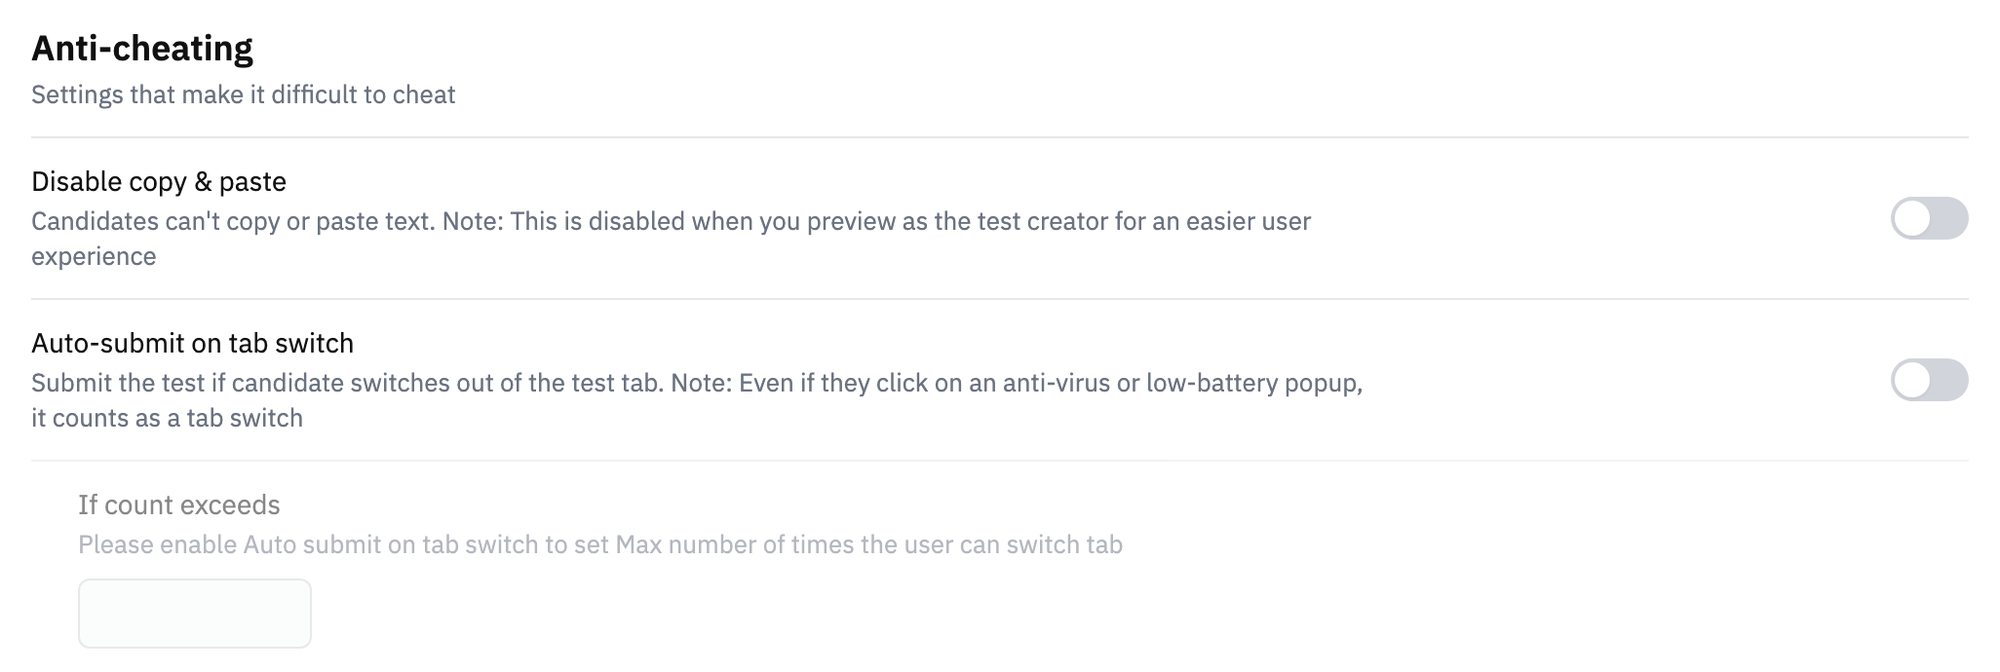 Anti-cheating
Settings that make it difficult to cheat
Disable copy & paste
Candidates can't copy or paste text. Note: This is disabled when you preview as the test creator for an easier user
experience
Auto-submit on tab switch
Submit the test if candidate switches out of the test tab. Note: Even if they click on an anti-virus or low-battery popup,
it counts as a tab switch
If count exceeds
Please enable Auto submit on tab switch to set Max number of times the user can switch tab